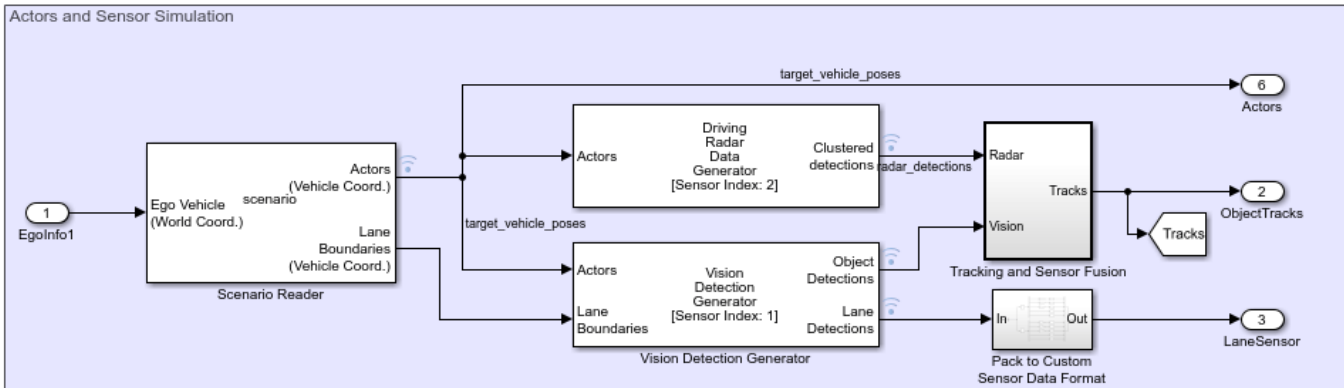 Actors and Sensor Simulation
target_vehicle_poses
6
Actors
Driving
Radar
Data
Generator
[Sensor Index: 2]
Actors
Clustered
detections
radar_detections
Radar
Vision
Tracks
Tracking and Sensor Fusion
2
ObjectTracks
Tracks
1
EgoInfo1
Ego Vehicle
(World Coord.)
scenario
Actors
(Vehicle Coord.)
Lane
Boundaries
(Vehicle Coord.)
Scenario Reader
target_vehicle_poses
Actors
Lane
Boundaries
Vision
Detection
Generator
[Sensor Index: 1]
Object
Detections
Lane
Detections
Vision Detection Generator
In
Out
Pack to Custom
Sensor Data Format
3
LaneSensor